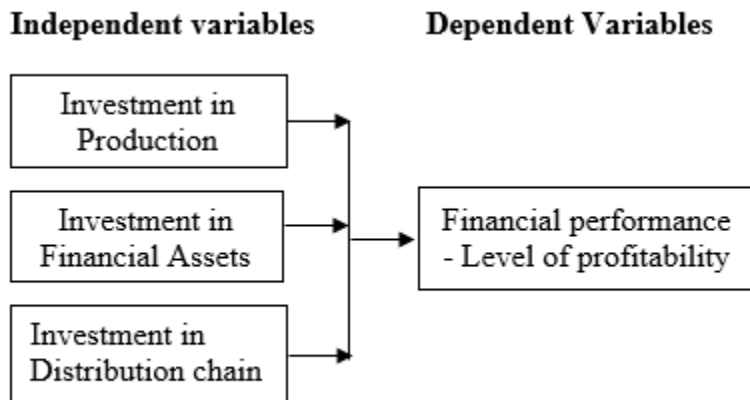 Independent variables
Dependent Variables
Investment in
Production
Investment in
Financial Assets
Investment in
Distribution chain
Financial performance
- Level of profitability